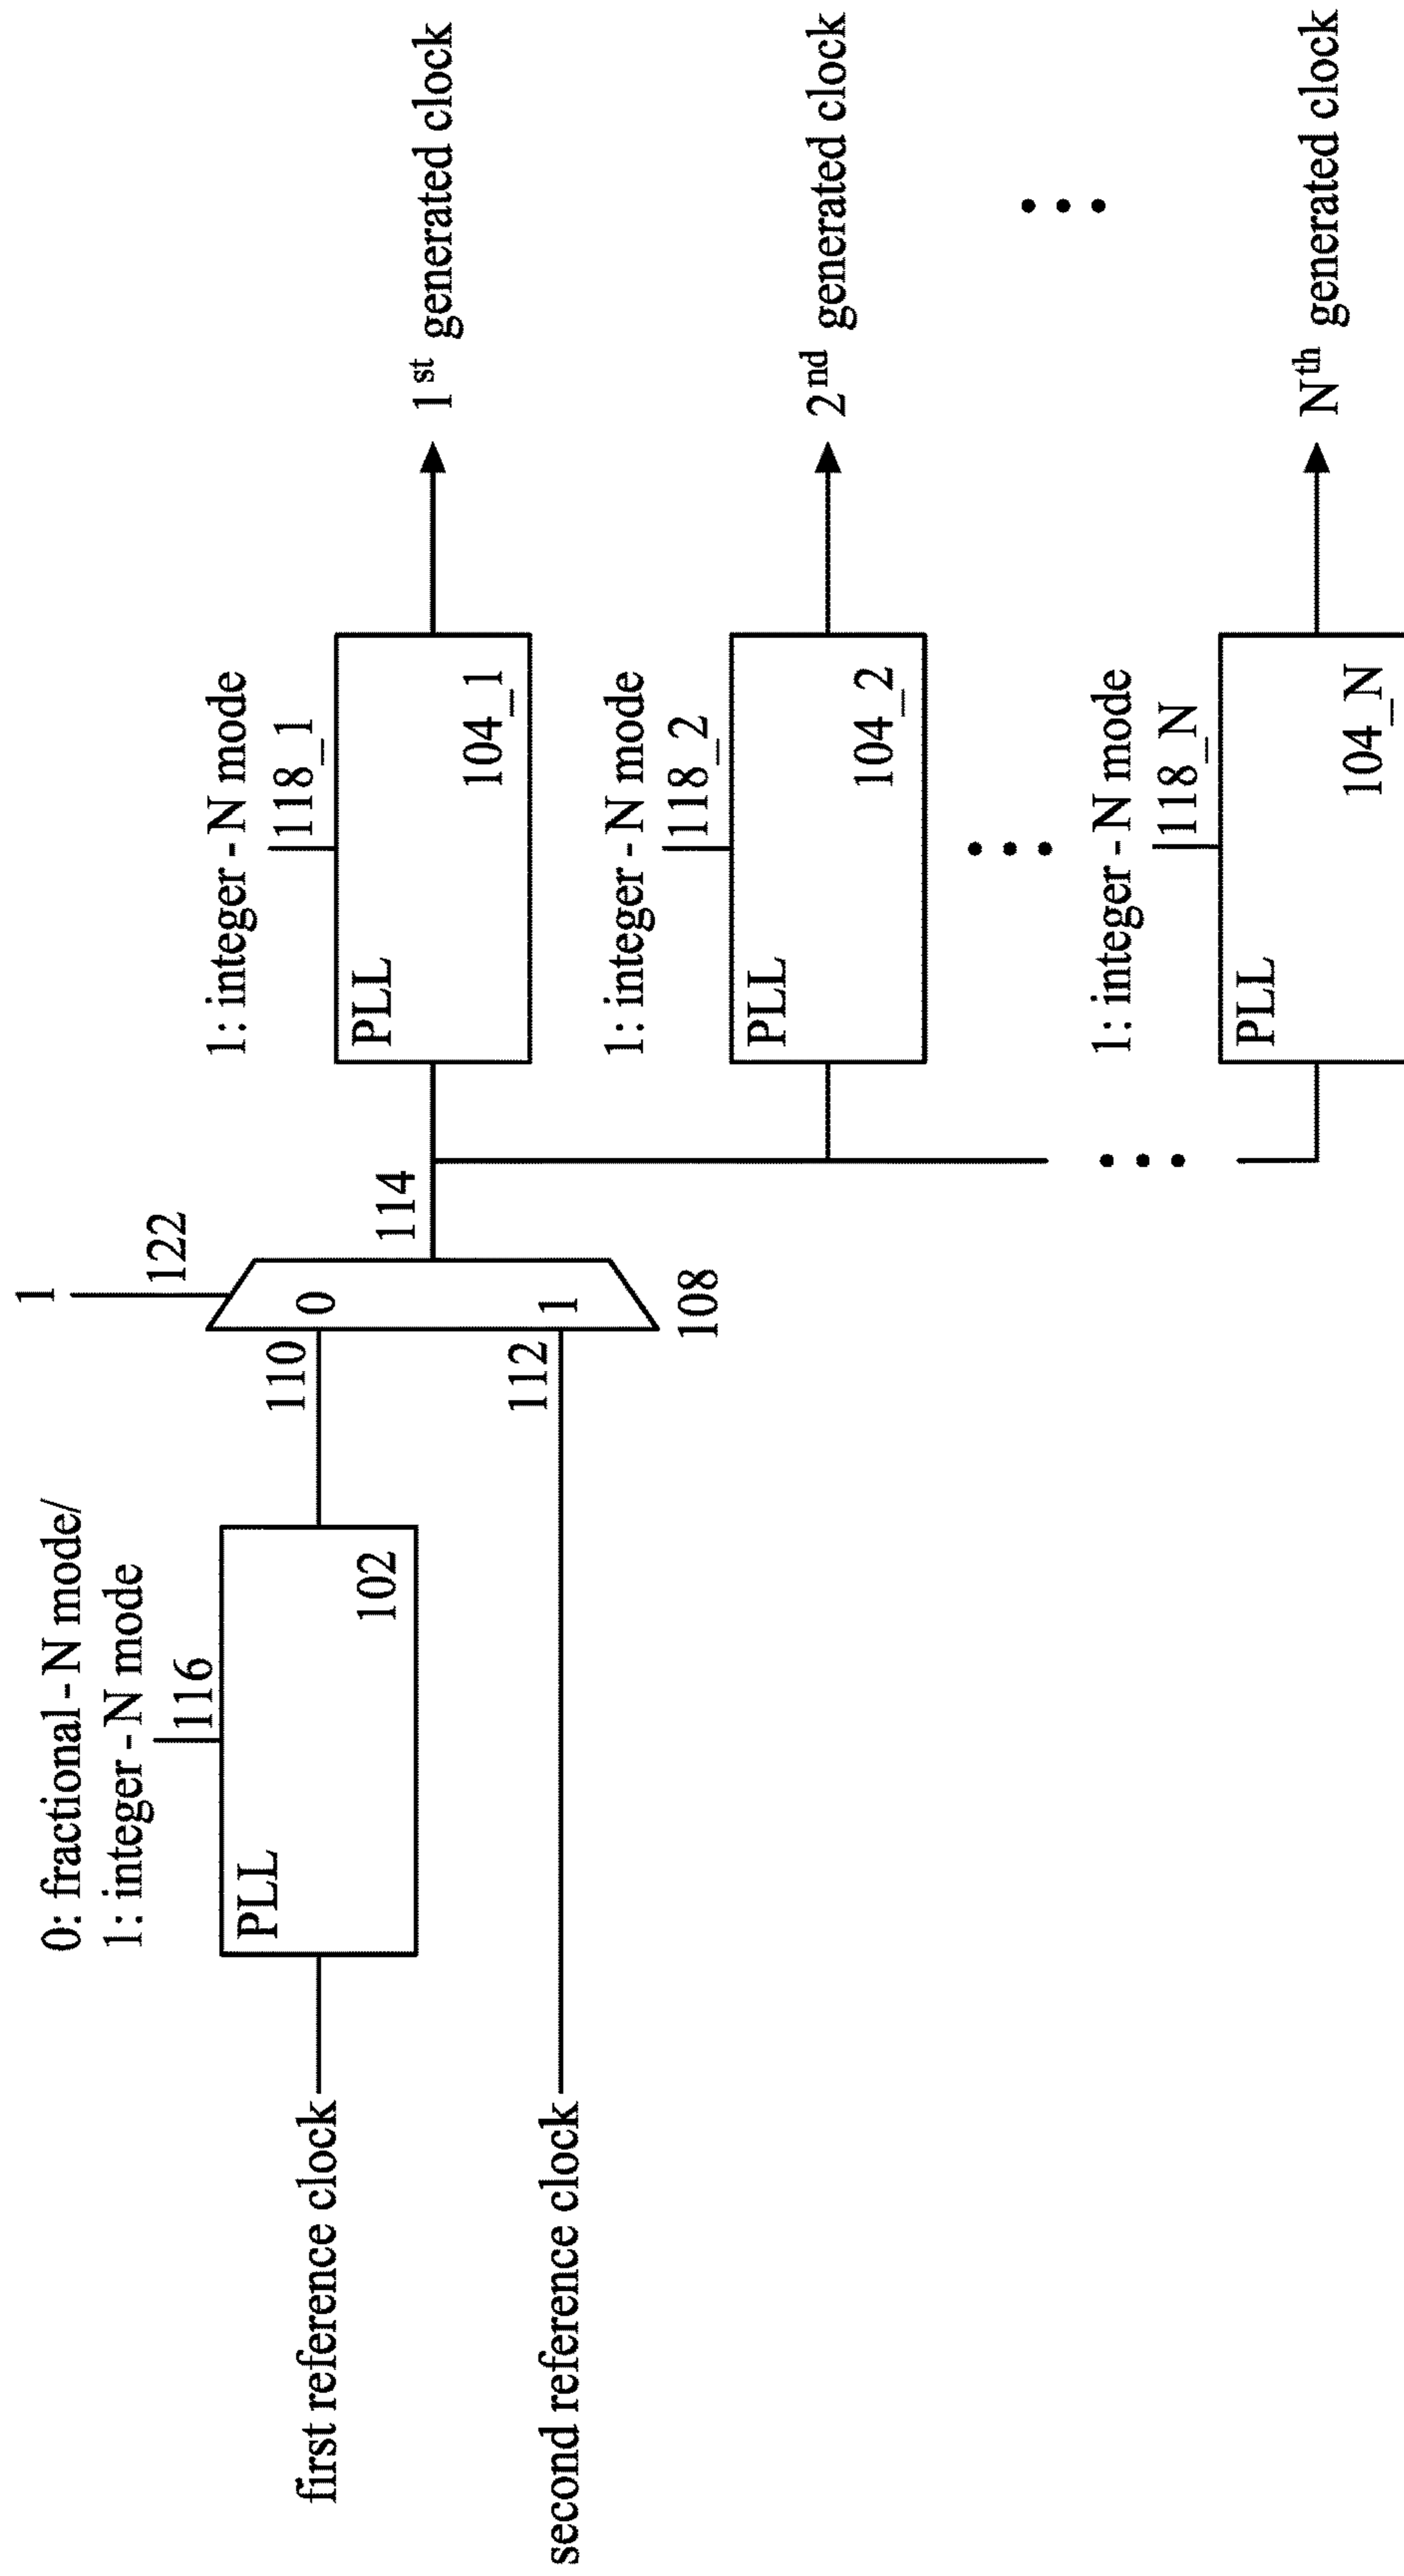 0: fractional - N mode/
1: integer - N mode
116
PLL
102
first reference clock
second reference clock
110
112
1
122
0
1
108
114
1: integer - N mode
118_1
PLL
104_1
1st generated clock
1: integer - N mode
118_2
PLL
104_2
2nd generated clock
1: integer - N mode
118_N
PLL
104_N
Nth generated clock